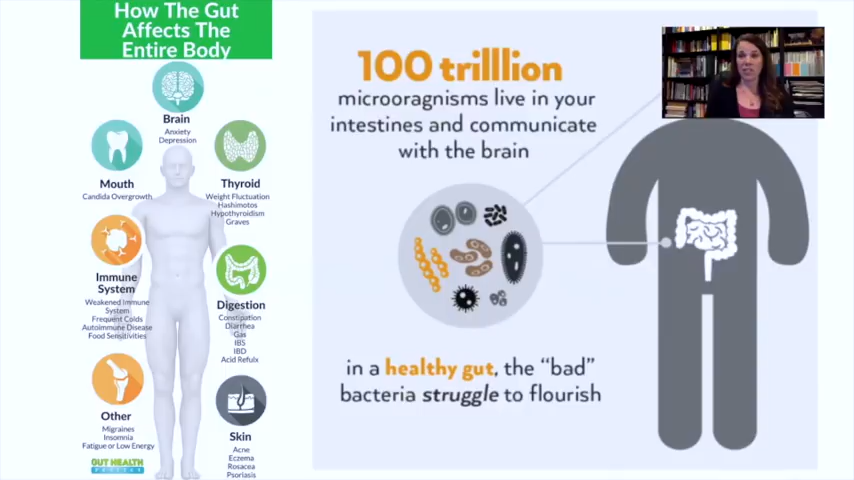 How The Gut
Affects The
Entire Body
Brain
Anxiety
Depression
Mouth
Candida Overgrowth
Thyroid
Weight Fluctuation
Hashimotos
Hypothyroidism
Graves
Immune
System
Weakened Immune
System
Frequent Colds
Autoimmune Disease
Food Sensitivities
Digestion
Constipation
Diarrhea
Gas
IBS
IBD
Acid Refulx
Other
Migraines
Insomnia
Fatigue or Low Energy
Skin
Acne
Eczema
Rosacea
Psoriasis
GUT HEALTH
PROJECT
100 trilllion
microoragnisms live in your
intestines and communicate
with the brain
in a healthy gut, the "bad"
bacteria struggle to flourish